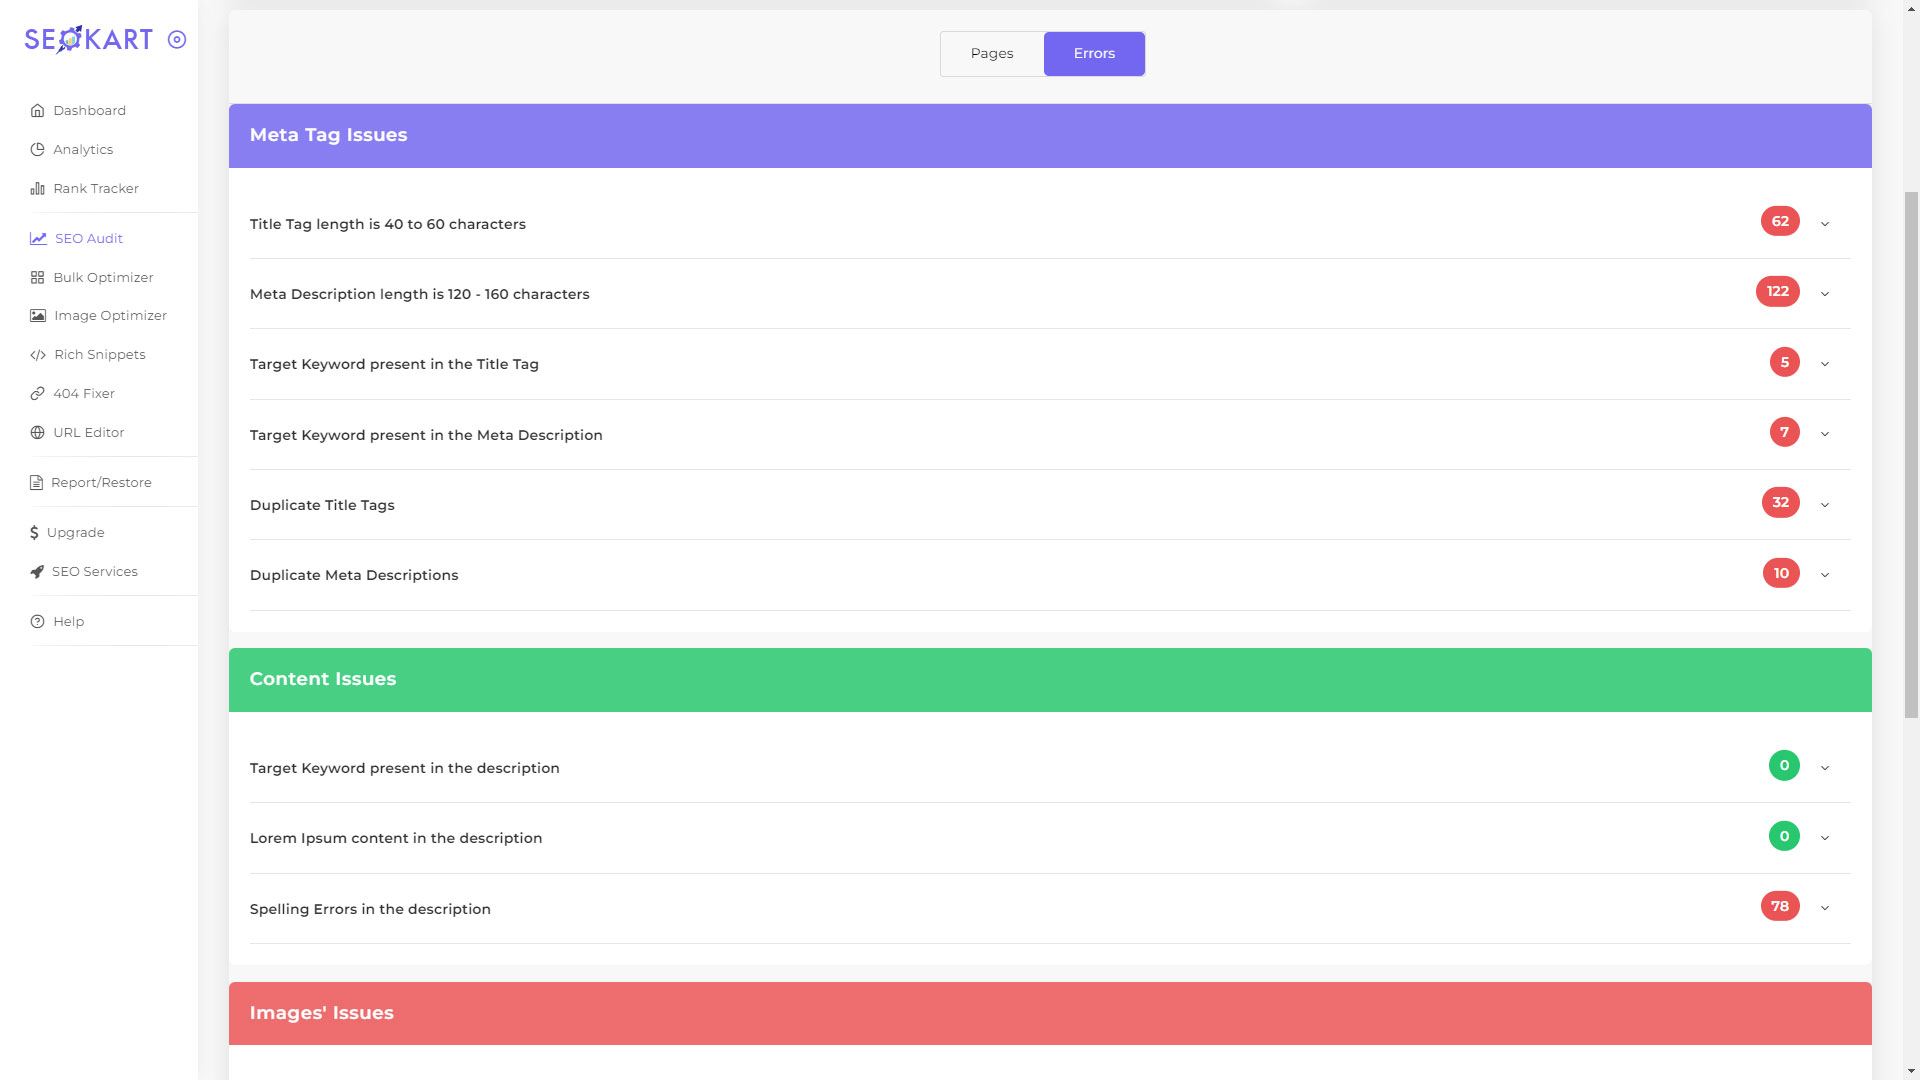 SEOKART
Dashboard
Analytics
Rank Tracker
SEO Audit
Bulk Optimizer
Image Optimizer
Rich Snippets
404 Fixer
URL Editor
Report/Restore
Upgrade
SEO Services
Help
Pages Errors
Meta Tag Issues
Title Tag length is 40 to 60 characters 62
Meta Description length is 120 - 160 characters 122
Target Keyword present in the Title Tag 5
Target Keyword present in the Meta Description 7
Duplicate Title Tags 32
Duplicate Meta Descriptions 10
Content Issues
Target Keyword present in the description 0
Lorem Ipsum content in the description 0
Spelling Errors in the description 78
Images' Issues